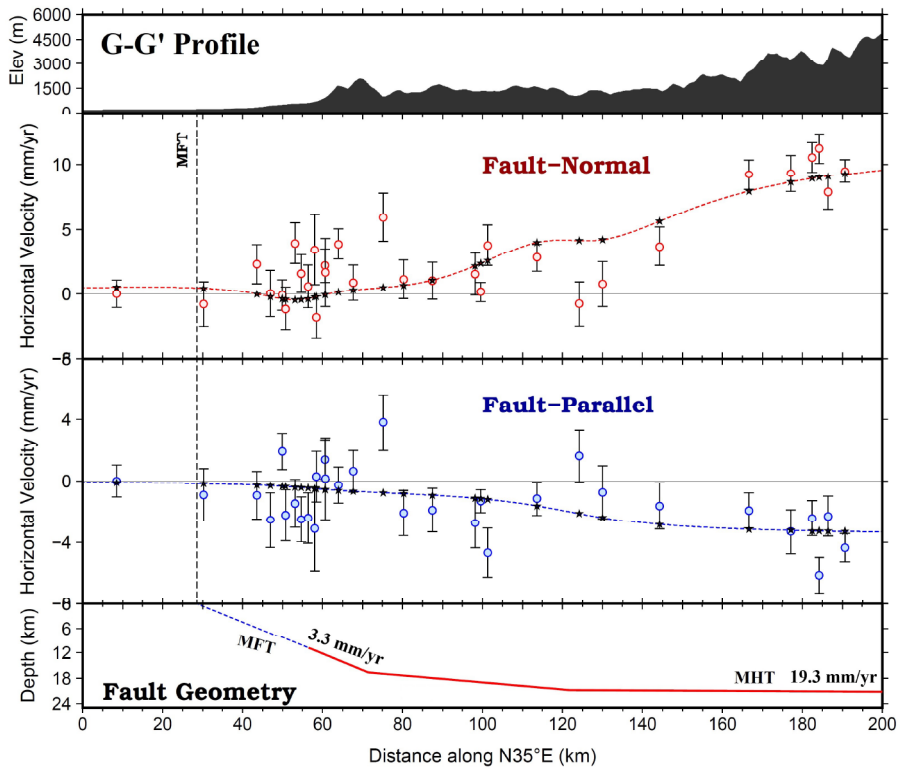 6000
4500
3000
1500
0
Elev (m)
G-G' Profile
MFT
10
5
0
−5
Horizontal Velocity (mm/yr)
Fault−Normal
4
0
−4
−8
Horizontal Velocity (mm/yr)
Fault−Parallel
6
12
18
24
Depth (km)
MFT
3.3 mm/yr
MHT 19.3 mm/yr
Fault Geometry
0 20 40 60 80 100 120 140 160 180 200
Distance along N35°E (km)